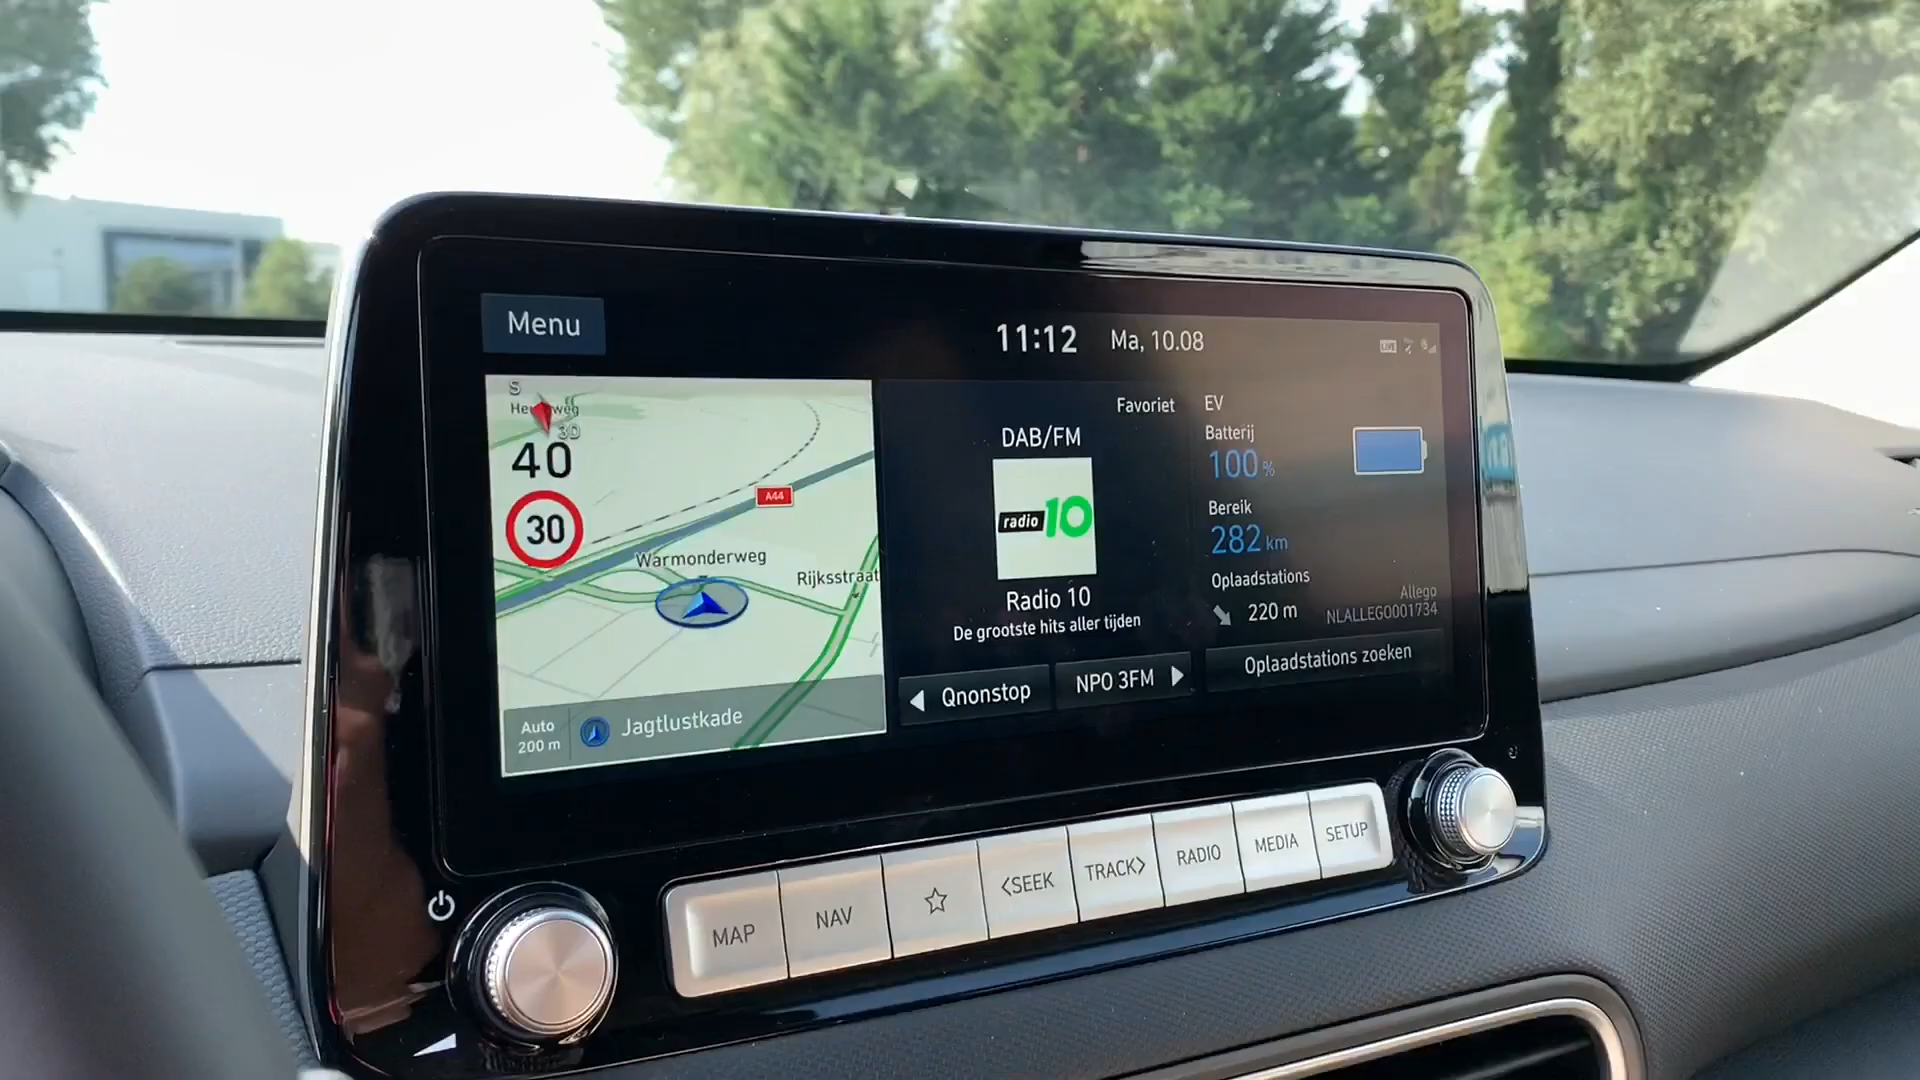 Menu
11:12
Ma, 10.08
S
3D
40
30
A44
Warmonderweg
Rijksstraat
Auto
200 m
Jagtlustkade
Favoriet
DAB/FM
radio 10
Radio 10
De grootste hits aller tijden
Qnonstop
NPO 3FM
EV
Batterij
100 %
Bereik
282 km
Oplaadstations
220 m
Allego
NLALLEGO001734
Oplaadstations zoeken
MAP
NAV
<SEEK
TRACK>
RADIO
MEDIA
SETUP